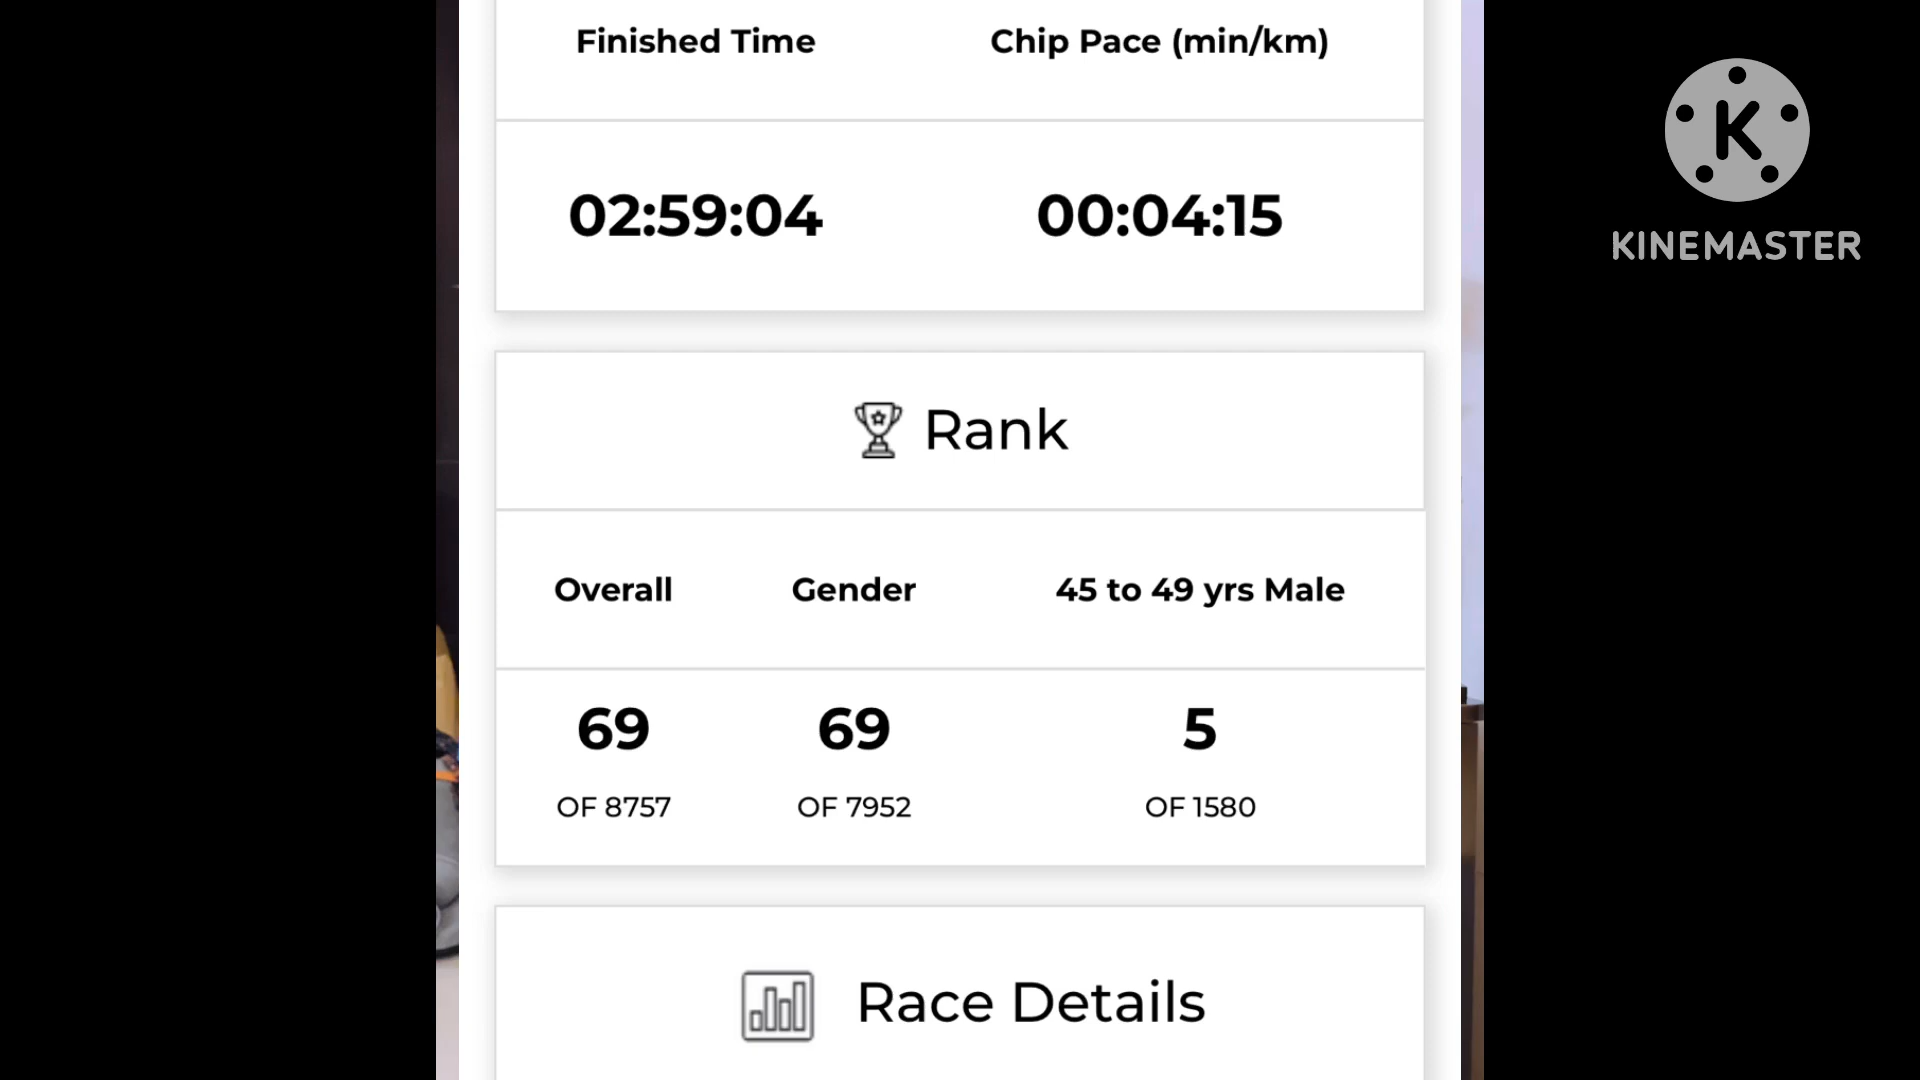 Finished Time Chip Pace (min/km)
02:59:04 00:04:15
Rank
Overall Gender 45 to 49 yrs Male
69 69 5
OF 8757 OF 7952 OF 1580
Race Details
K
KINEMASTER